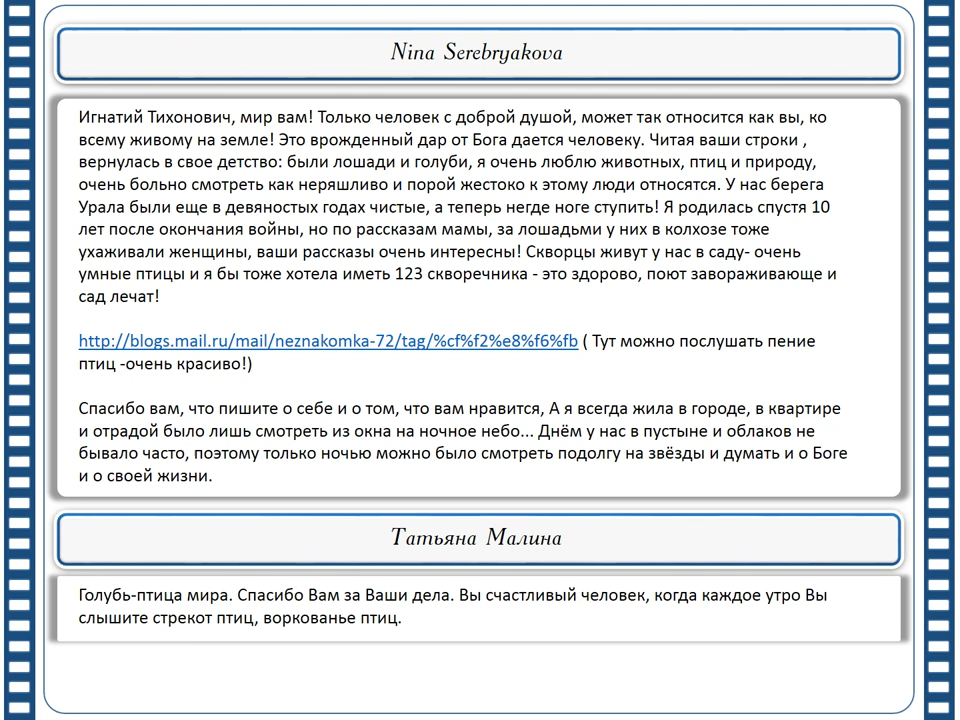 Nina Serebryakova
Игнатий Тихонович, мир вам! Только человек с доброй душой, может так относится как вы, ко
всему живому на земле! Это врожденный дар от Бога дается человеку. Читая ваши строки ,
вернулась в свое детство: были лошади и голуби, я очень люблю животных, птиц и природу,
очень больно смотреть как неряшливо и порой жестоко к этому люди относятся. У нас берега
Урала были еще в девяностых годах чистые, а теперь негде ноге ступить! Я родилась спустя 10
лет после окончания войны, но по рассказам мамы, за лошадьми у них в колхозе тоже
ухаживали женщины, ваши рассказы очень интересны! Скворцы живут у нас в саду- очень
умные птицы и я бы тоже хотела иметь 123 скворечника - это здорово, поют завораживающе и
сад лечат!
http://blogs.mail.ru/mail/neznakomka-72/tag/%cf%f2%e8%f6%fb ( Тут можно послушать пение
птиц -очень красиво!)
Спасибо вам, что пишите о себе и о том, что вам нравится, А я всегда жила в городе, в квартире
и отрадой было лишь смотреть из окна на ночное небо... Днём у нас в пустыне и облаков не
бывало часто, поэтому только ночью можно было смотреть подолгу на звёзды и думать и о Боге
и о своей жизни.
Татьяна Малина
Голубь-птица мира. Спасибо Вам за Ваши дела. Вы счастливый человек, когда каждое утро Вы
слышите стрекот птиц, воркованье птиц.